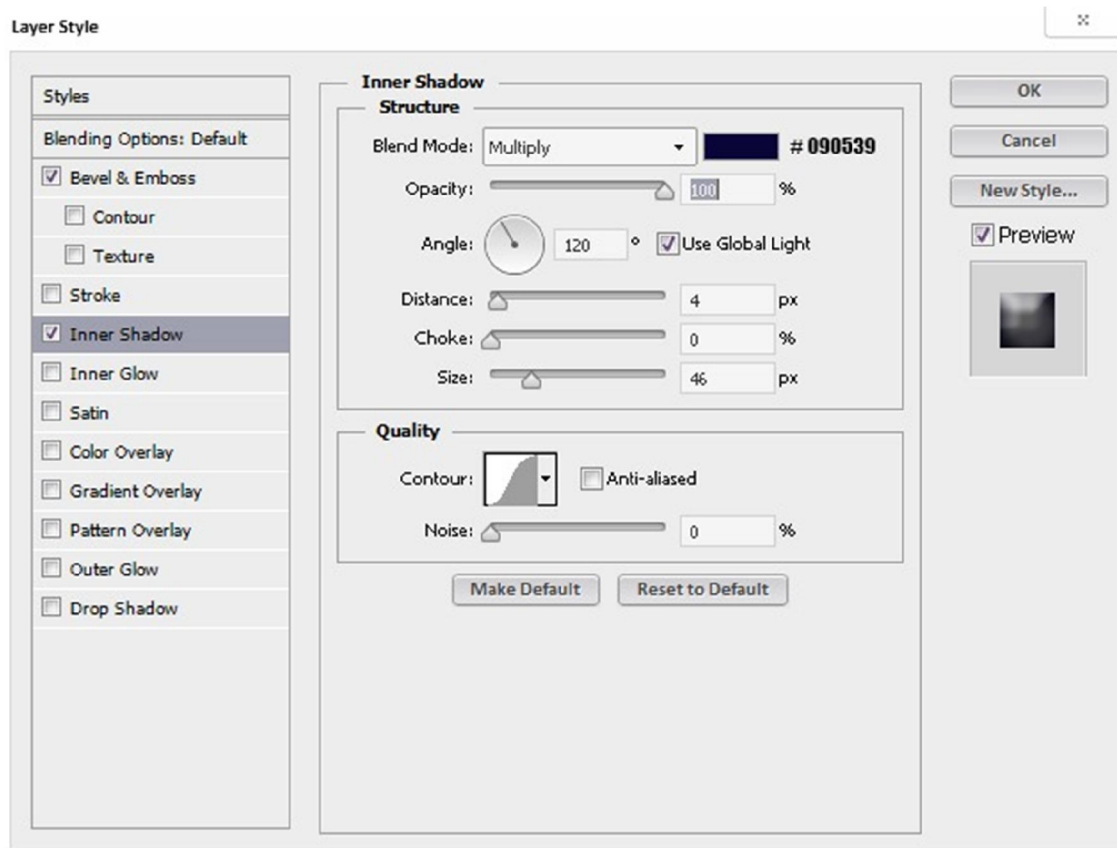 Layer Style
Styles
Blending Options: Default
Bevel & Emboss
Contour
Texture
Stroke
Inner Shadow
Inner Glow
Satin
Color Overlay
Gradient Overlay
Pattern Overlay
Outer Glow
Drop Shadow
Inner Shadow
Structure
Blend Mode: Multiply # 090539
Opacity: 100 %
Angle: 120 ° Use Global Light
Distance: 4 px
Choke: 0 %
Size: 46 px
Quality
Contour: Anti-aliased
Noise: 0 %
Make Default Reset to Default
OK
Cancel
New Style...
Preview